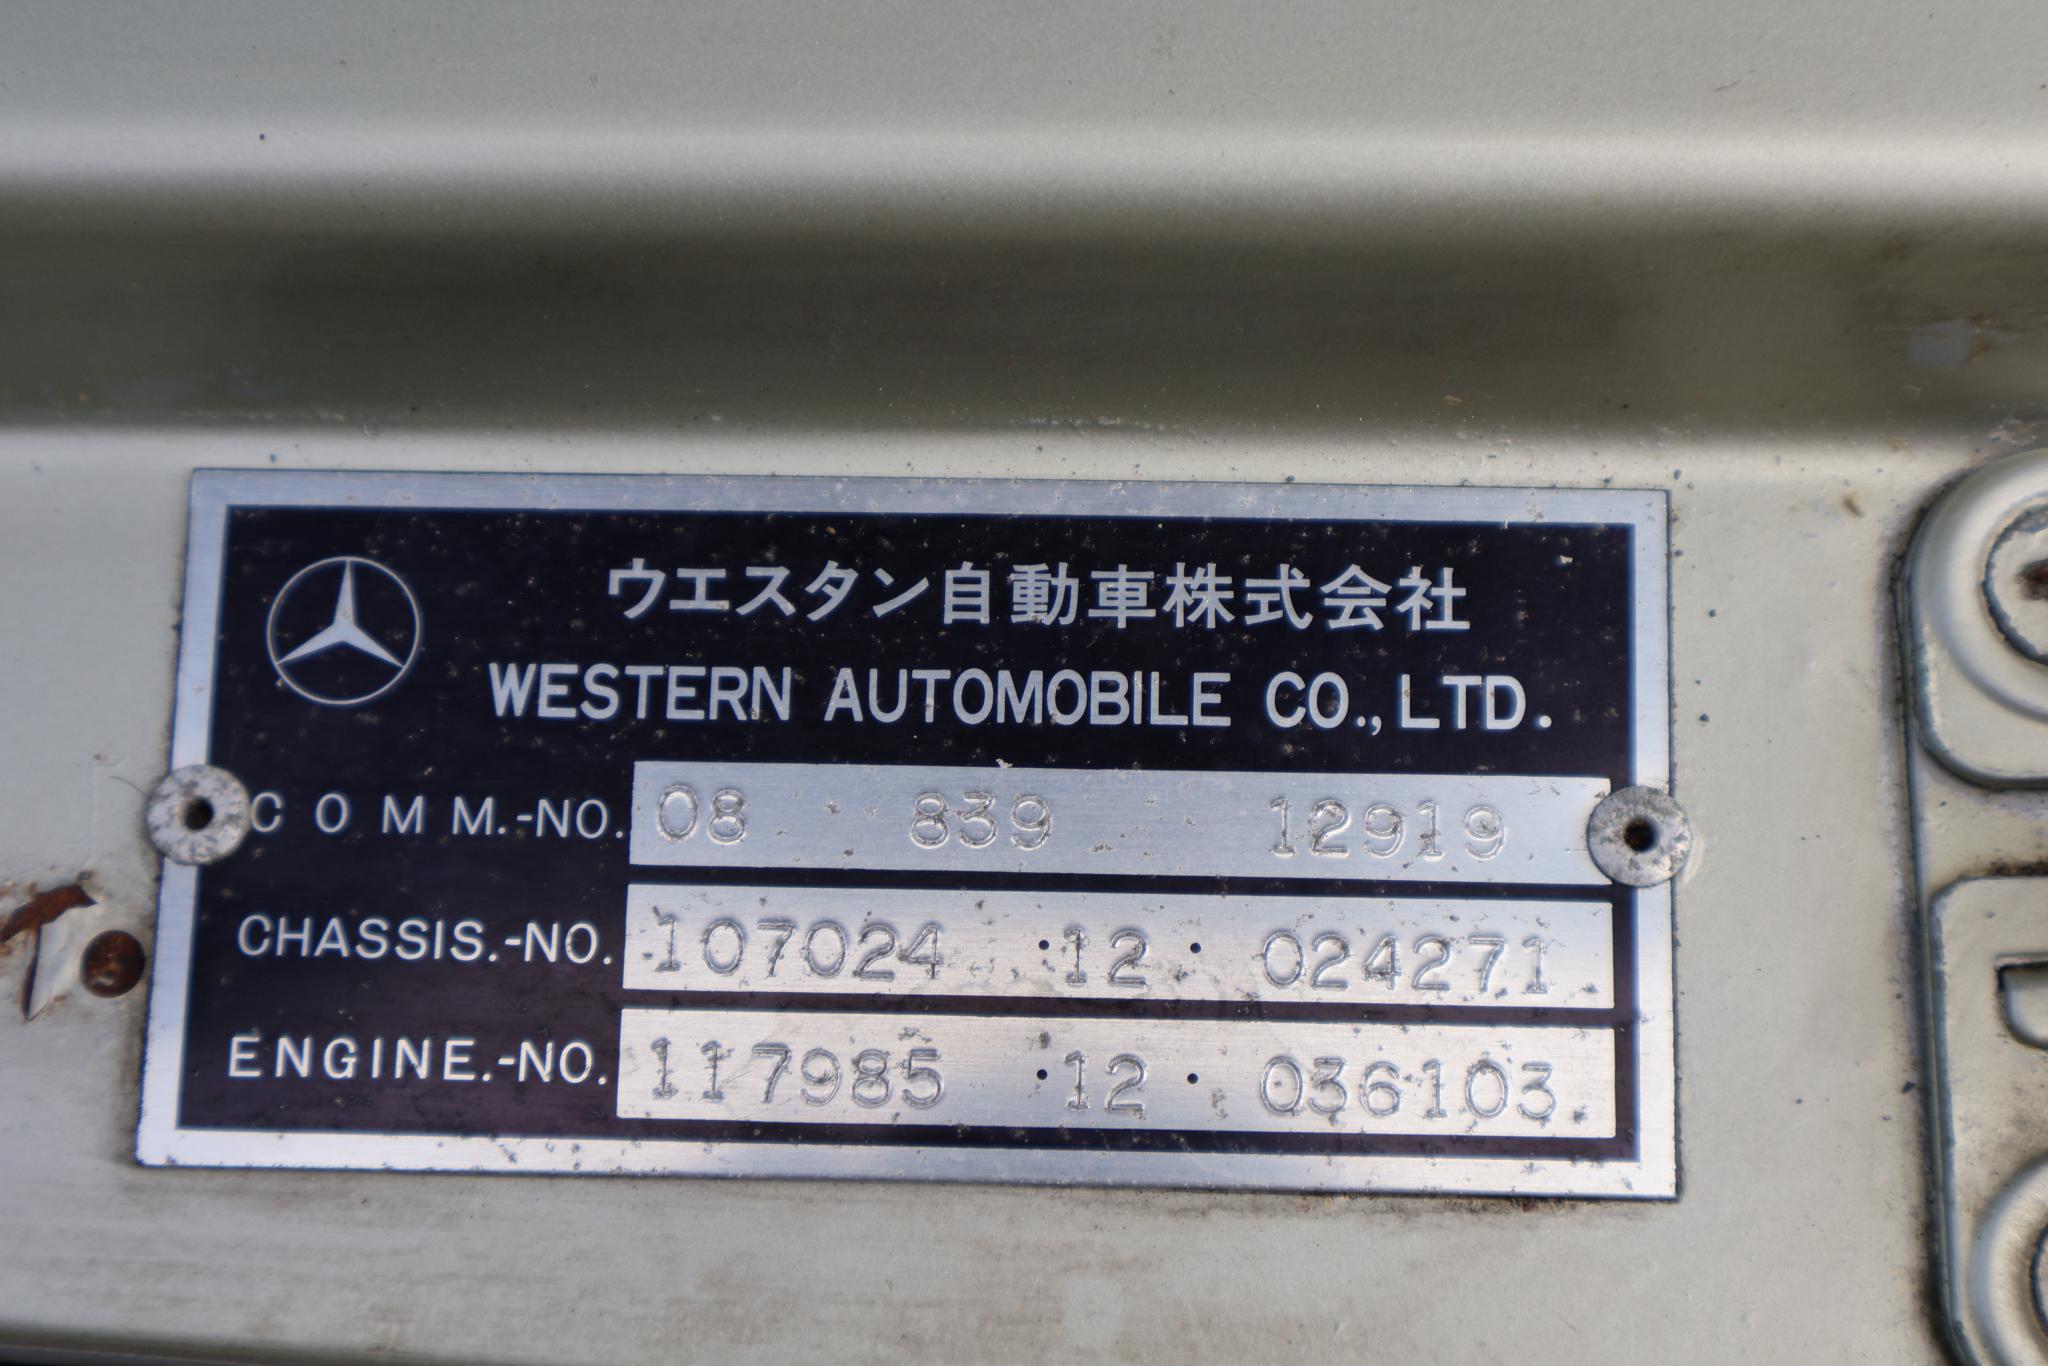 ウエスタン自動車株式会社
WESTERN AUTOMOBILE CO., LTD.
COMM.-NO. 08 839 12919
CHASSIS.-NO. 107024 · 12 · 024271
ENGINE.-NO. 117985 · 12 · 036103